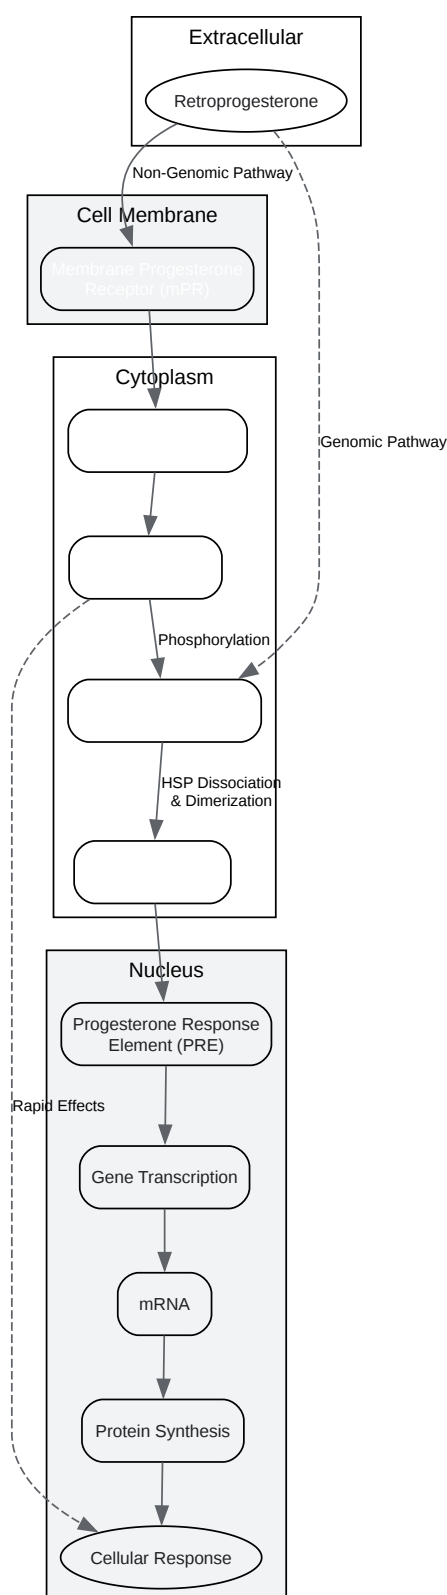 Extracellular
Retroprogesterone
Non-Genomic Pathway
Cell Membrane
Membrane Progesterone
Receptor (mPR)
Cytoplasm
Genomic Pathway
Phosphorylation
HSP Dissociation
& Dimerization
Nucleus
Progesterone Response
Element (PRE)
Rapid Effects
Gene Transcription
mRNA
Protein Synthesis
Cellular Response